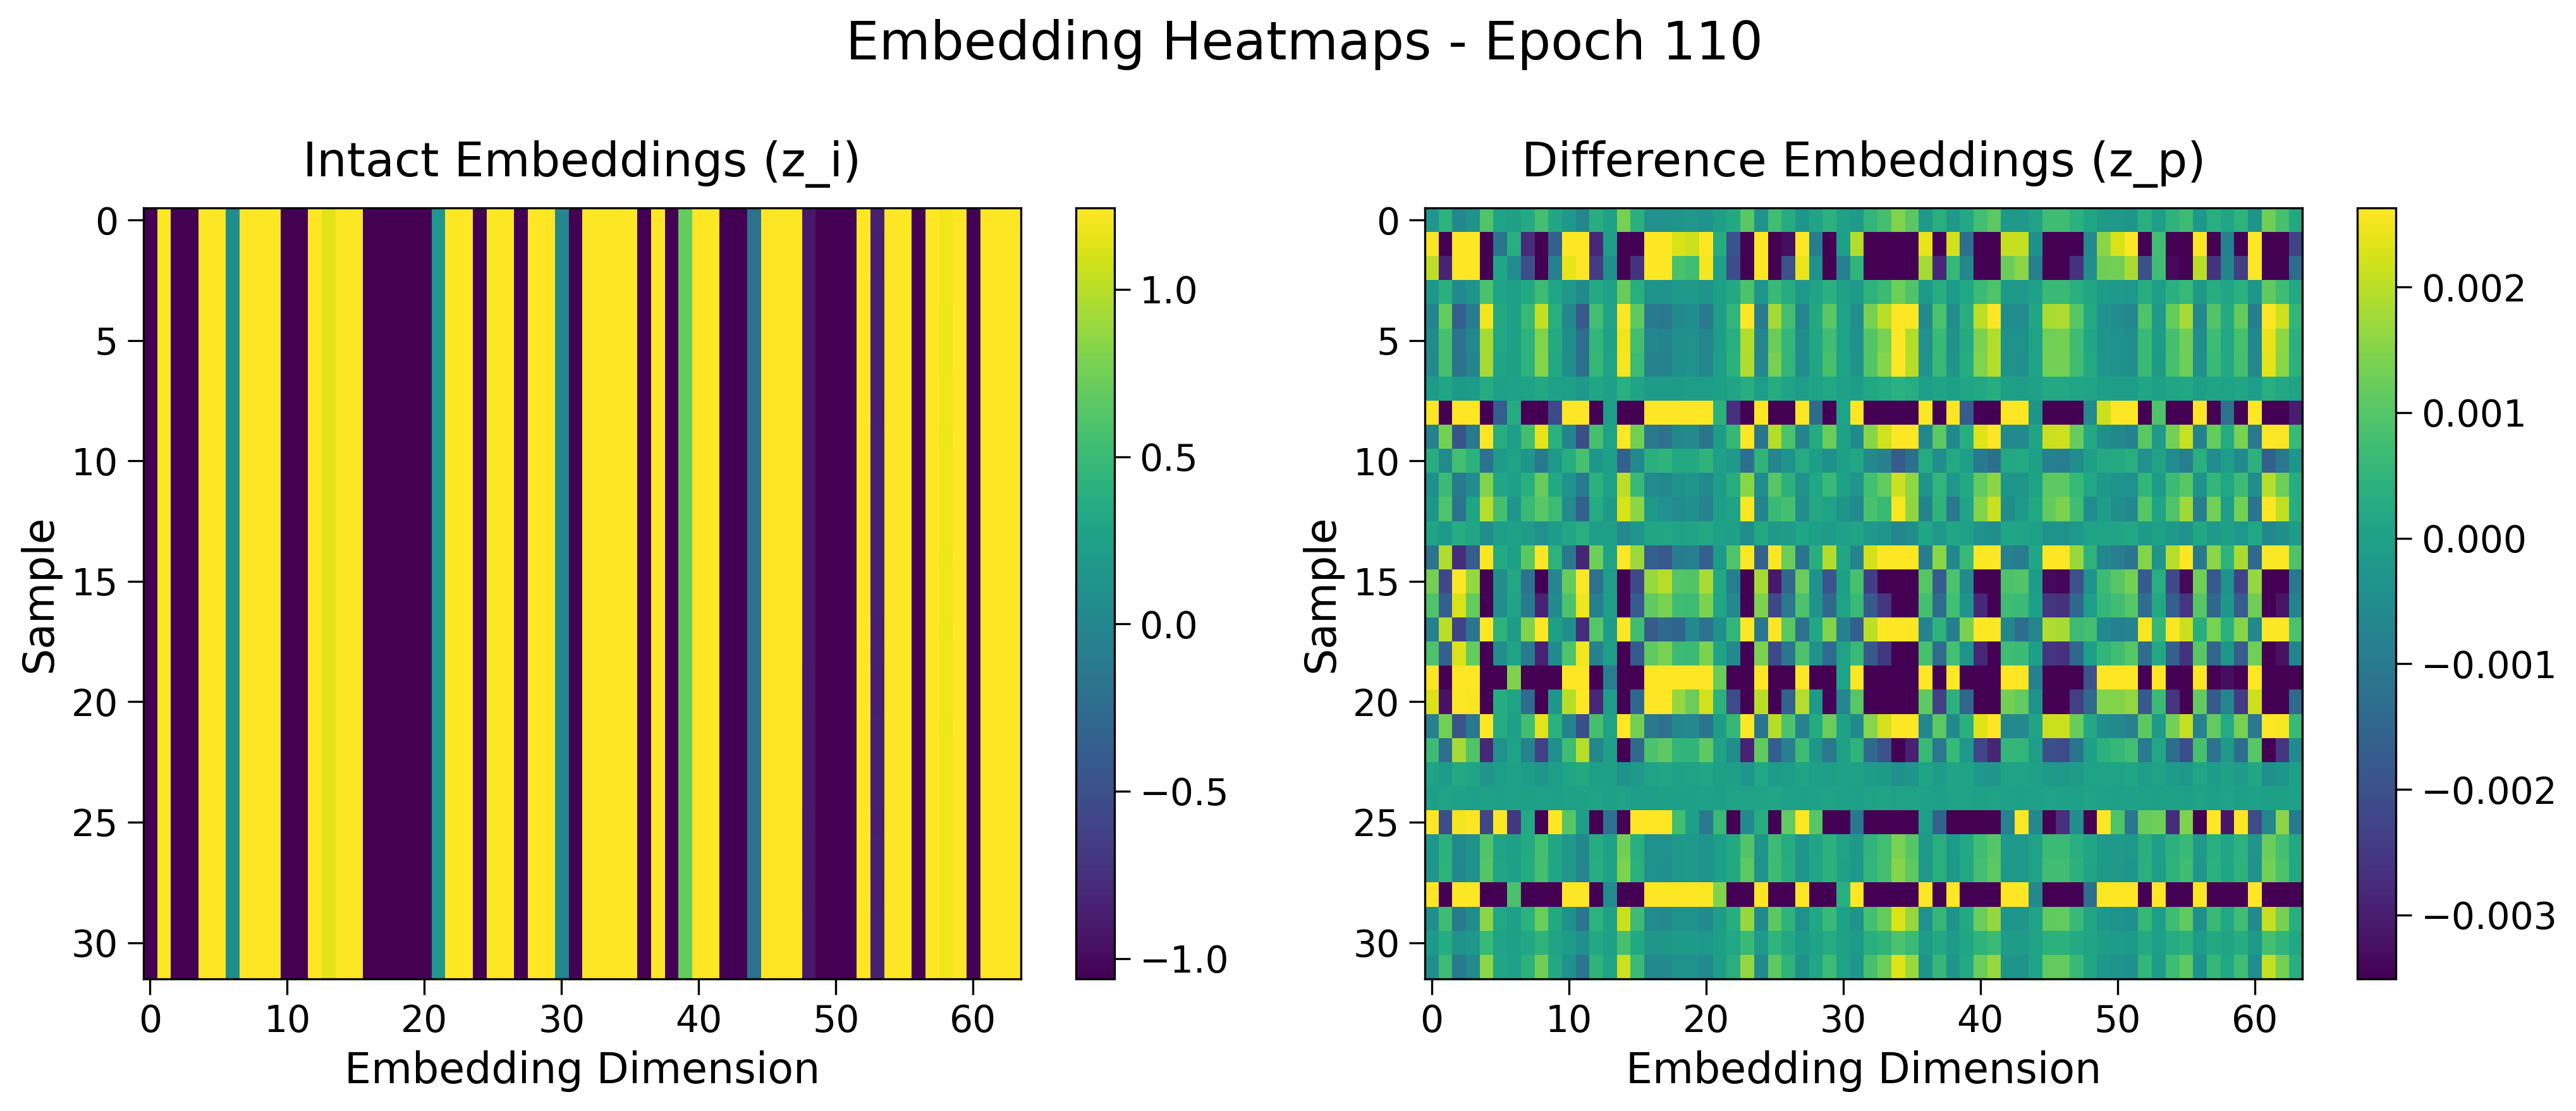 Embedding Heatmaps - Epoch 110
Intact Embeddings (z_i)
0
5
10
15
20
25
30
Sample
0 10 20 30 40 50 60
Embedding Dimension
1.0
0.5
0.0
−0.5
−1.0
Difference Embeddings (z_p)
0
5
10
15
20
25
30
Sample
0 10 20 30 40 50 60
Embedding Dimension
0.002
0.001
0.000
−0.001
−0.002
−0.003